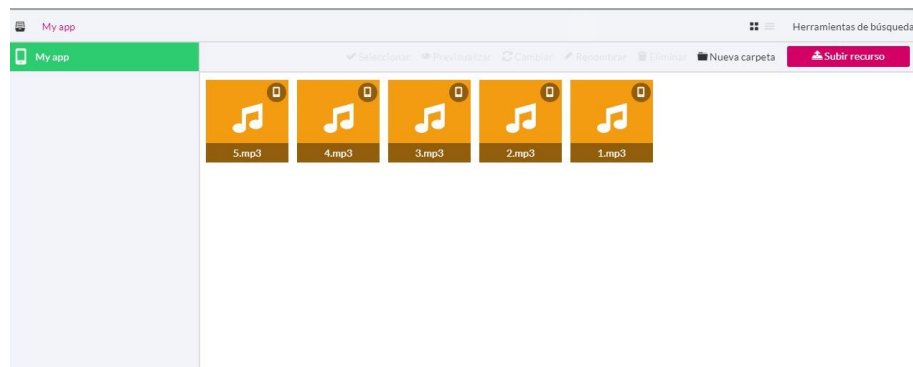 My app
Herramientas de búsqueda
My app
Seleccionar Previsualizar Cambiar Renombrar Eliminar Nueva carpeta Subir recurso
5.mp3 4.mp3 3.mp3 2.mp3 1.mp3